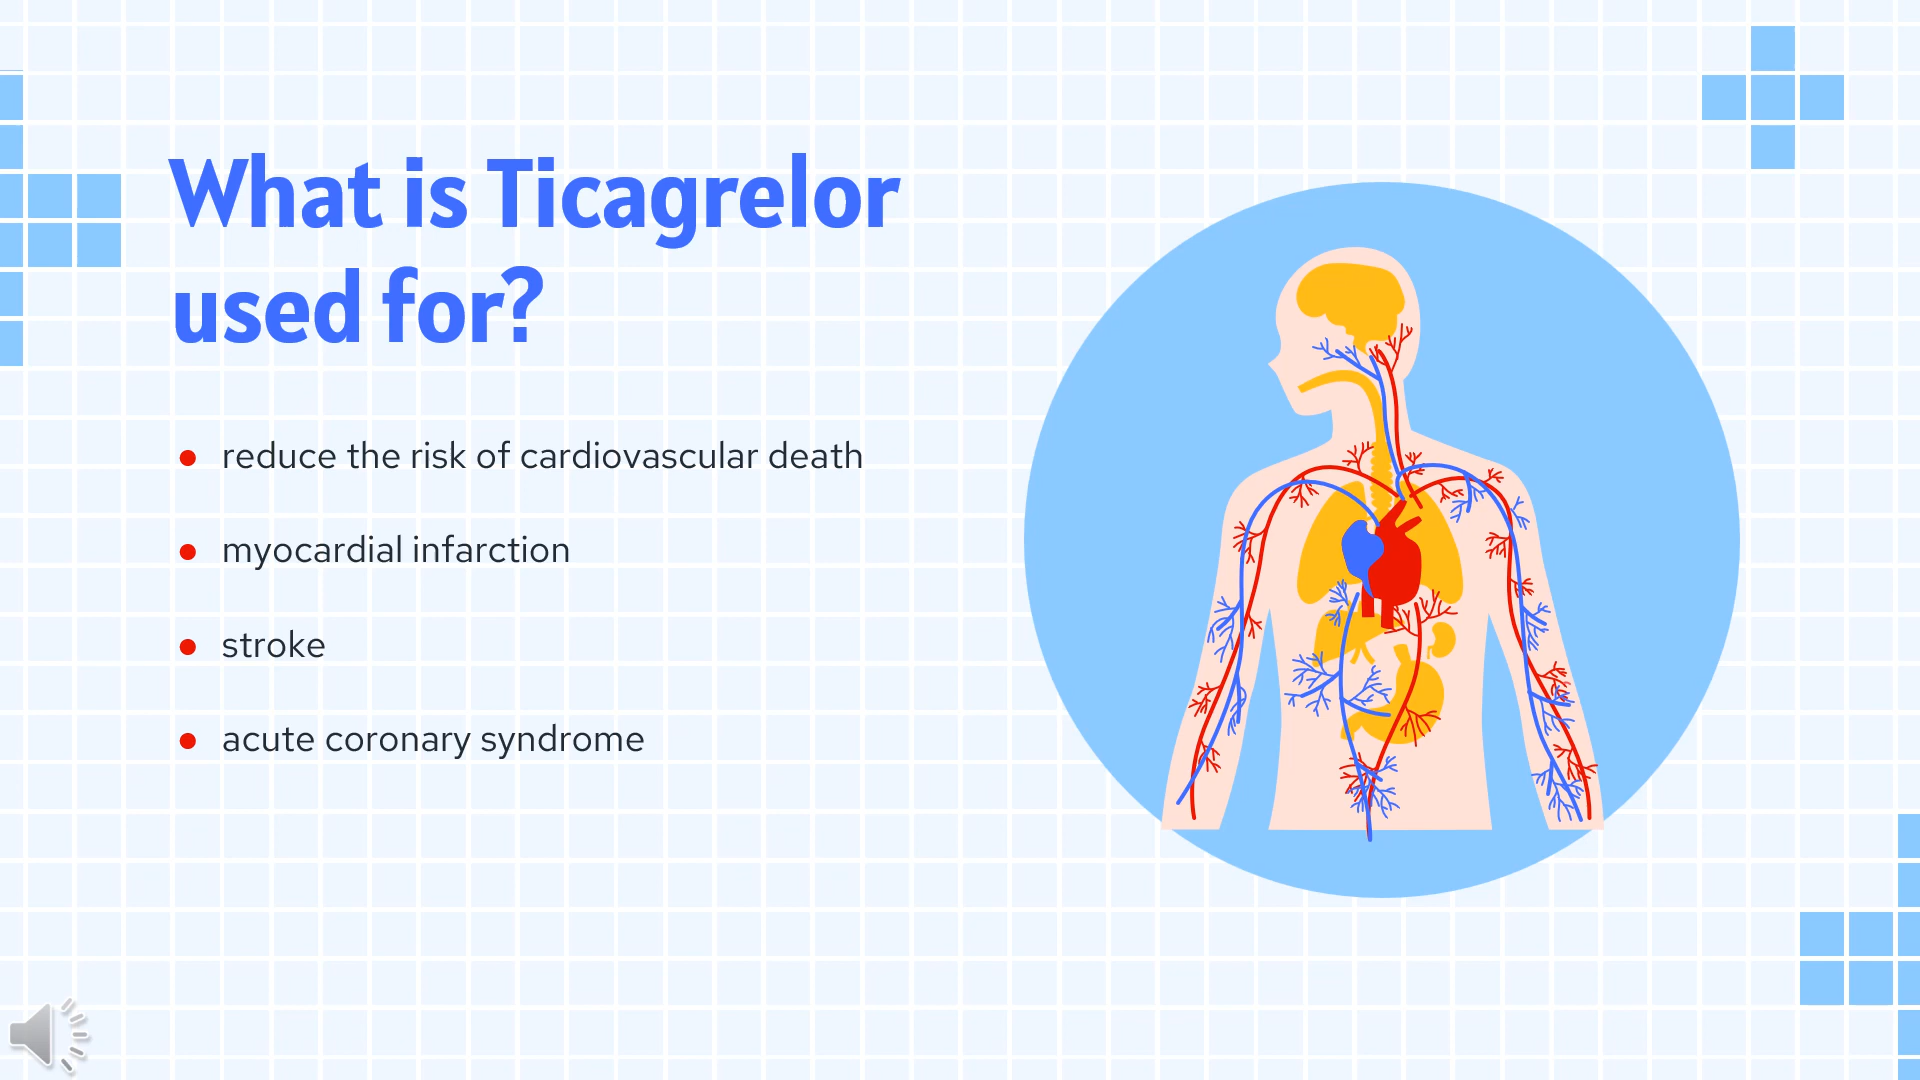 What is Ticagrelor
used for?
reduce the risk of cardiovascular death
myocardial infarction
stroke
acute coronary syndrome